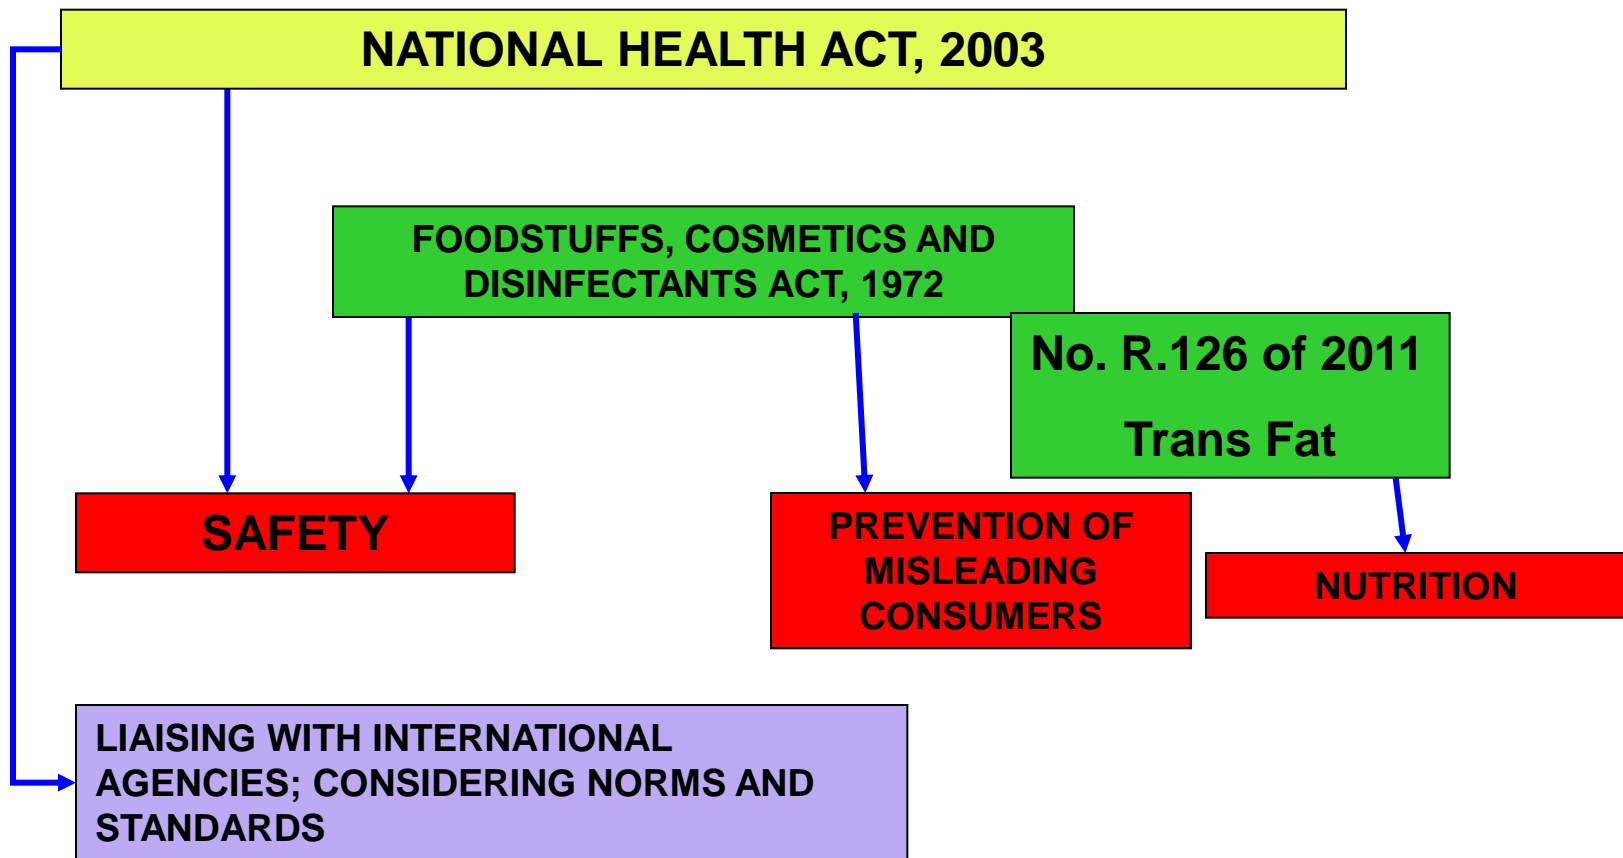 NATIONAL HEALTH ACT, 2003
FOODSTUFFS, COSMETICS AND
DISINFECTANTS ACT, 1972
No. R.126 of 2011
Trans Fat
SAFETY
PREVENTION OF
MISLEADING
CONSUMERS
NUTRITION
LIAISING WITH INTERNATIONAL
AGENCIES; CONSIDERING NORMS AND
STANDARDS